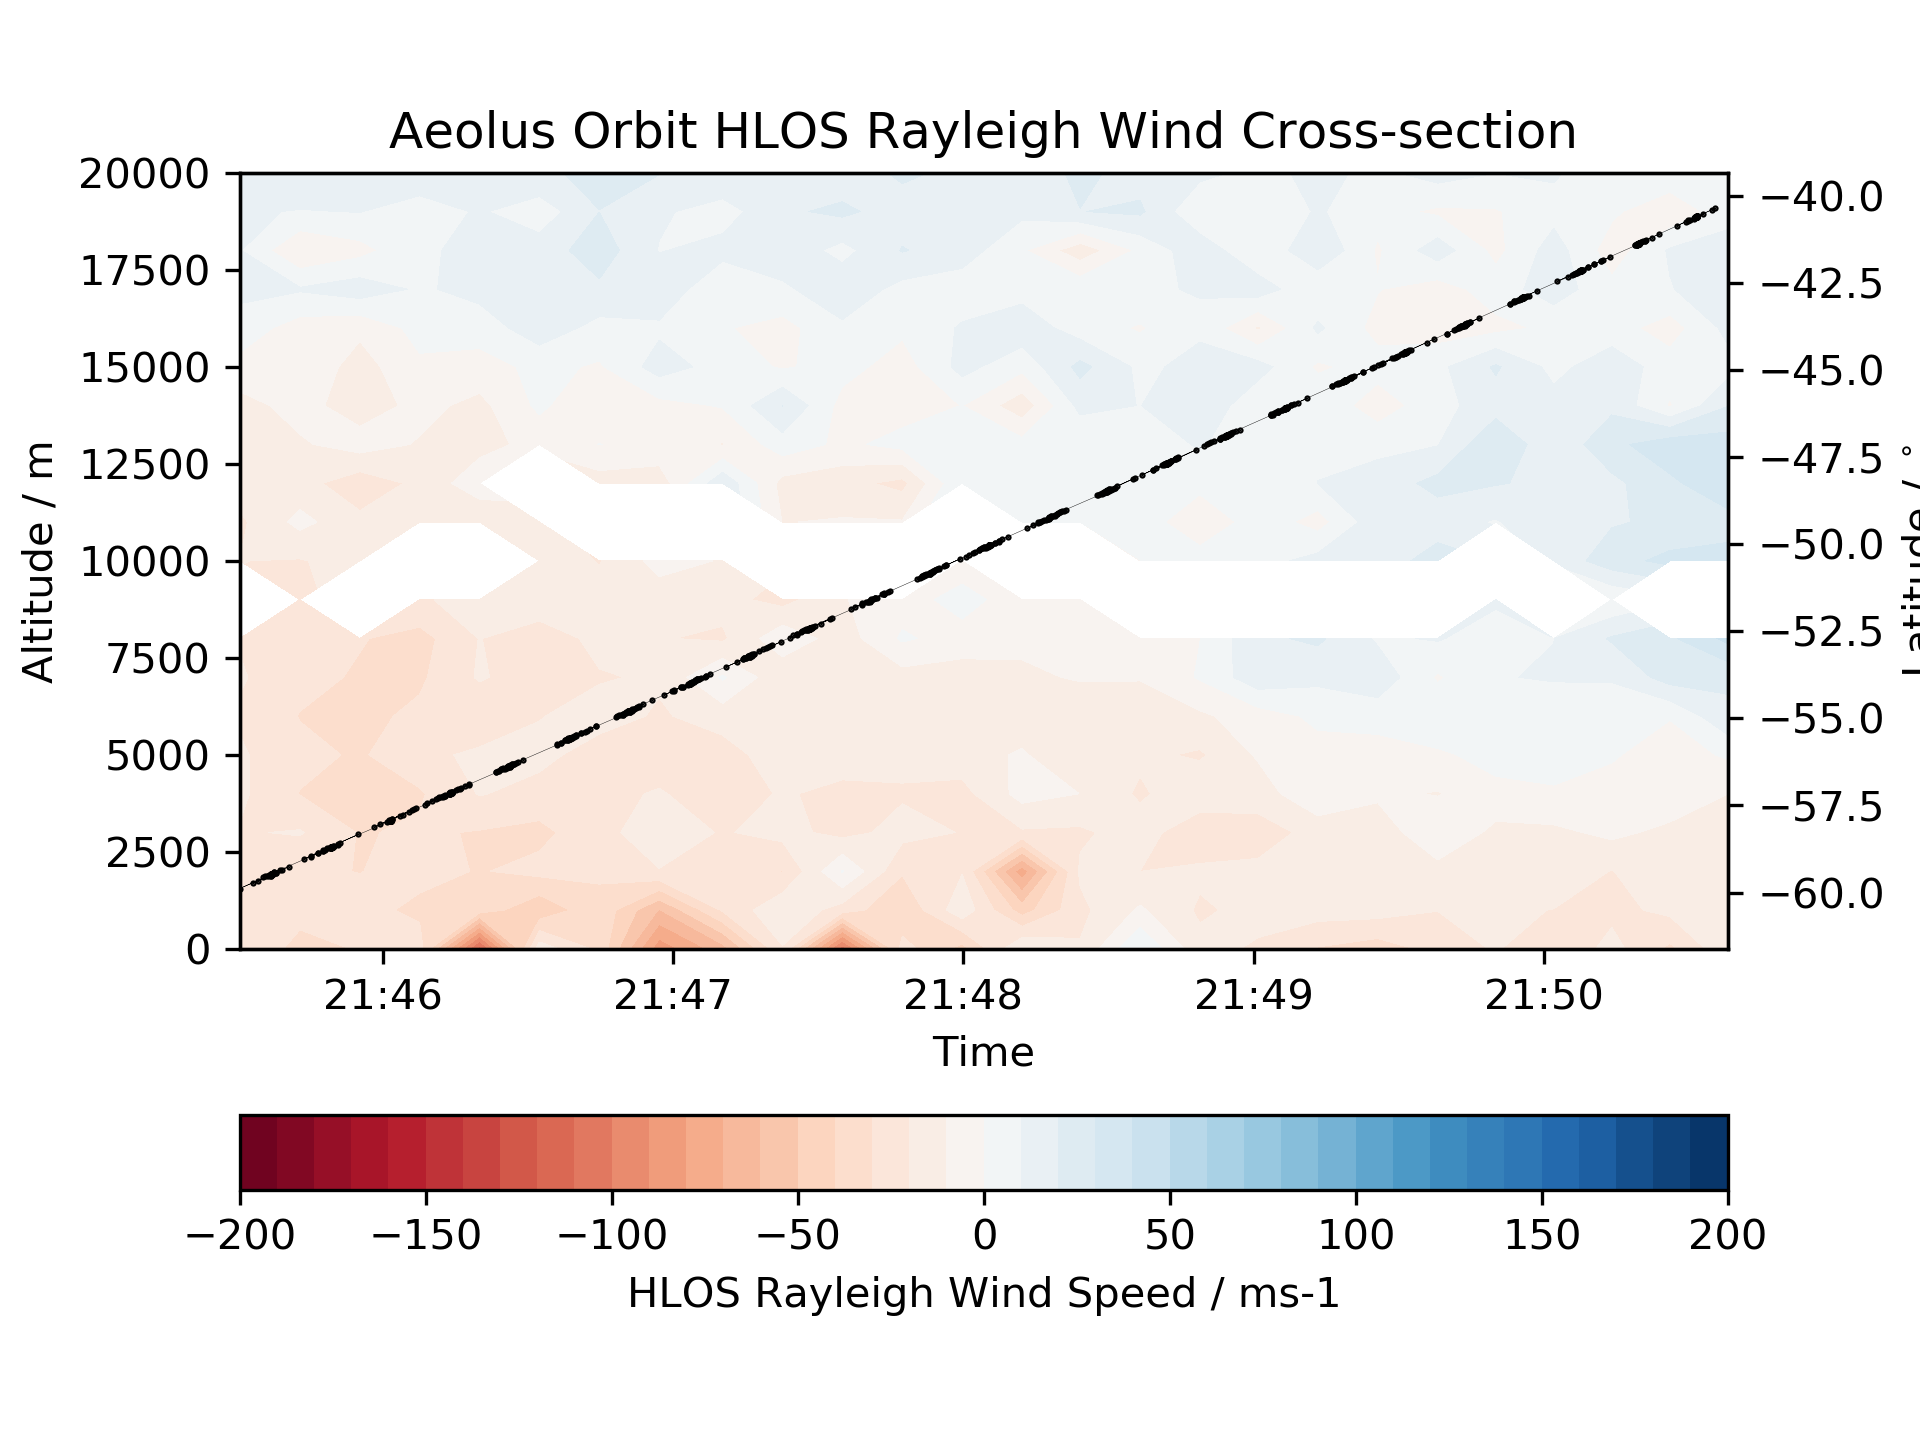 Aeolus Orbit HLOS Rayleigh Wind Cross-section
20000
17500
15000
12500
10000
7500
5000
2500
0
Altitude / m
−40.0
−42.5
−45.0
−47.5
−50.0
−52.5
−55.0
−57.5
−60.0
Latitude / °
21:46 21:47 21:48 21:49 21:50
Time
−200 −150 −100 −50 0 50 100 150 200
HLOS Rayleigh Wind Speed / ms-1